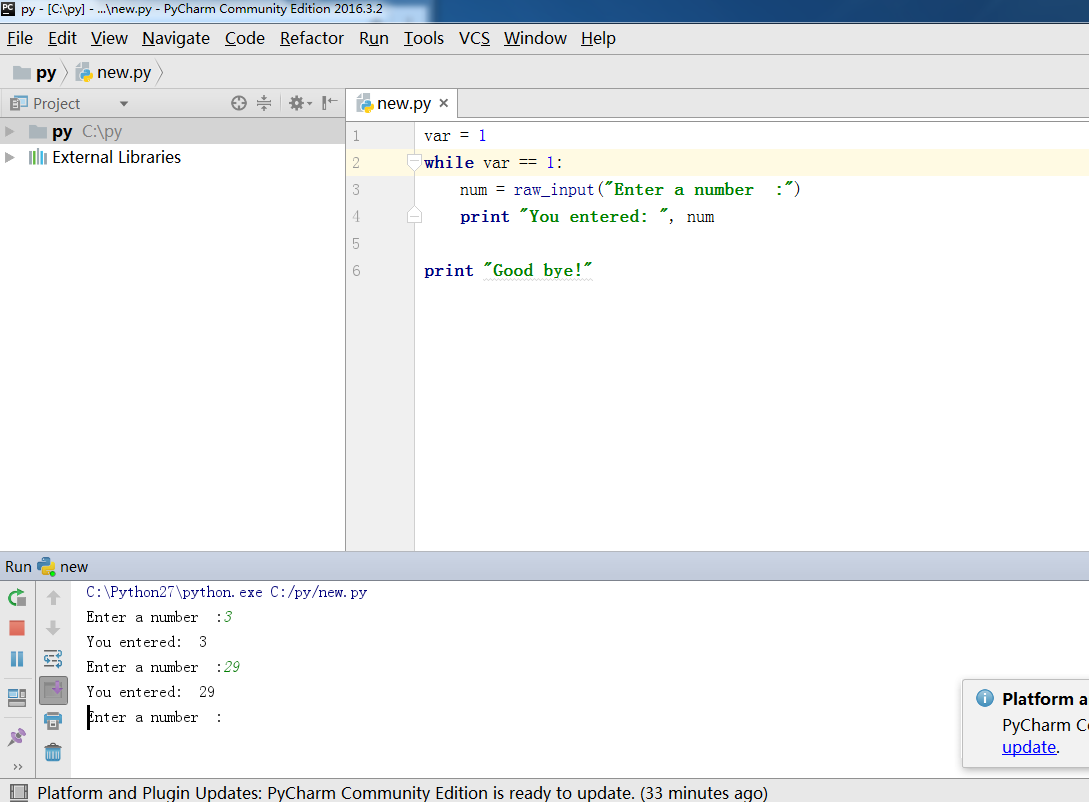 py - [C:\py] - ...\new.py - PyCharm Community Edition 2016.3.2
File Edit View Navigate Code Refactor Run Tools VCS Window Help
py new.py
Project
new.py
py C:\py
External Libraries
1 var = 1
2 while var == 1:
3 num = raw_input("Enter a number  :")
4 print "You entered: ", num
5
6 print "Good bye!"
Run new
C:\Python27\python.exe C:/py/new.py
Enter a number  :3
You entered:  3
Enter a number  :29
You entered:  29
Enter a number  :
Platform a
PyCharm C
update.
Platform and Plugin Updates: PyCharm Community Edition is ready to update. (33 minutes ago)